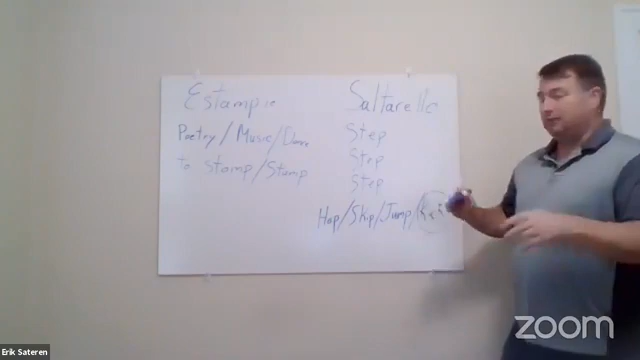 Estampie Saltarello
Poetry/Music/Dance Step
to stomp/stamp Step
Step
Hop/Skip/Jump/
zoom
Erik Sateren